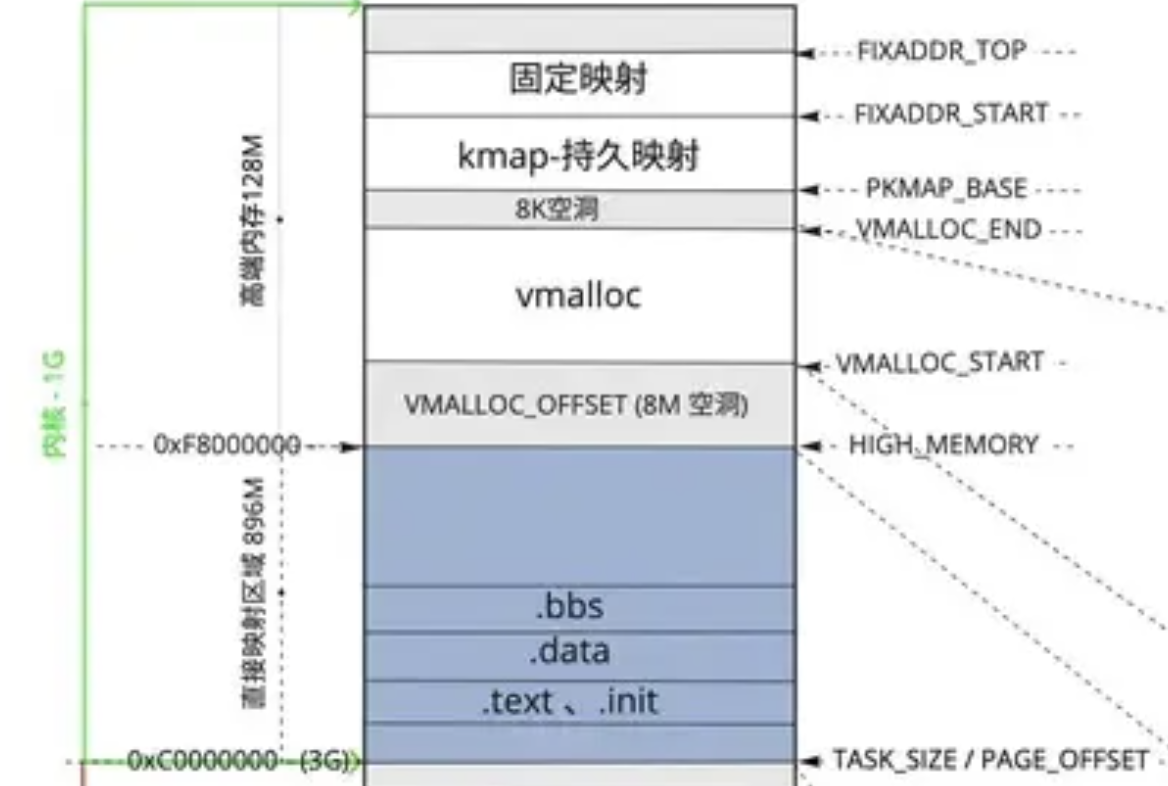 FIXADDR_TOP
固定映射
FIXADDR_START
kmap-持久映射
高端内存128M
PKMAP_BASE
8K空洞
VMALLOC_END
vmalloc
VMALLOC_START
内核 - 1G
VMALLOC_OFFSET (8M 空洞)
0xF8000000
HIGH_MEMORY
直接映射区域 896M
.bbs
.data
.text 、.init
0xC0000000 (3G)
TASK_SIZE / PAGE_OFFSET